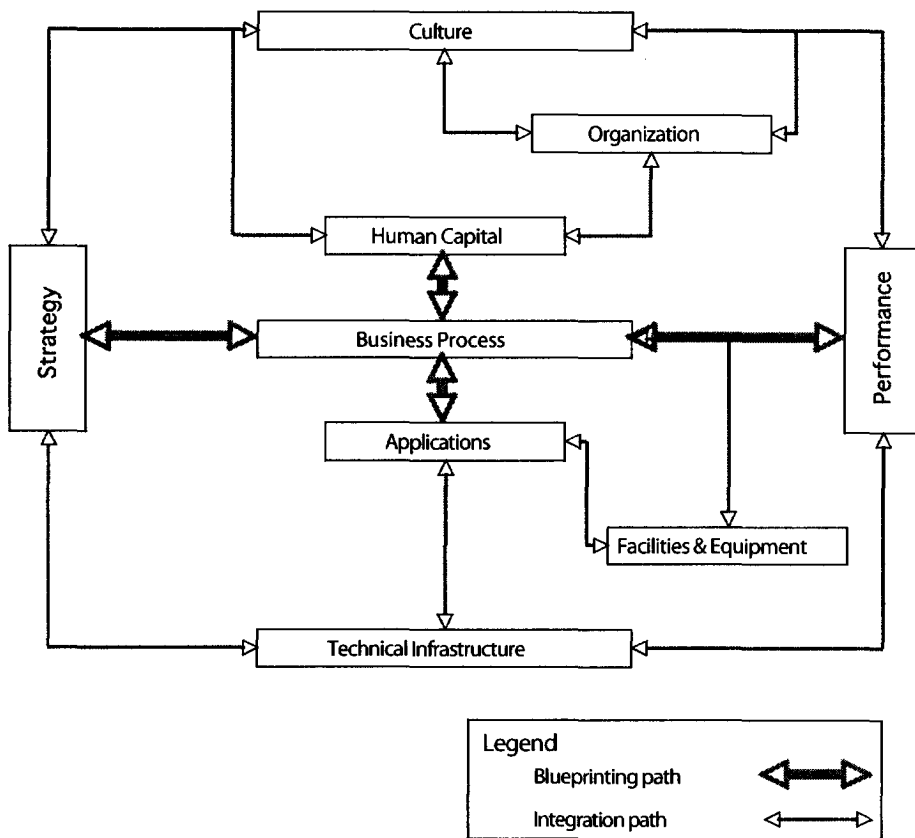 Culture
Organization
Human Capital
Strategy
Business Process
Performance
Applications
Facilities & Equipment
Technical Infrastructure
Legend
Blueprinting path
Integration path